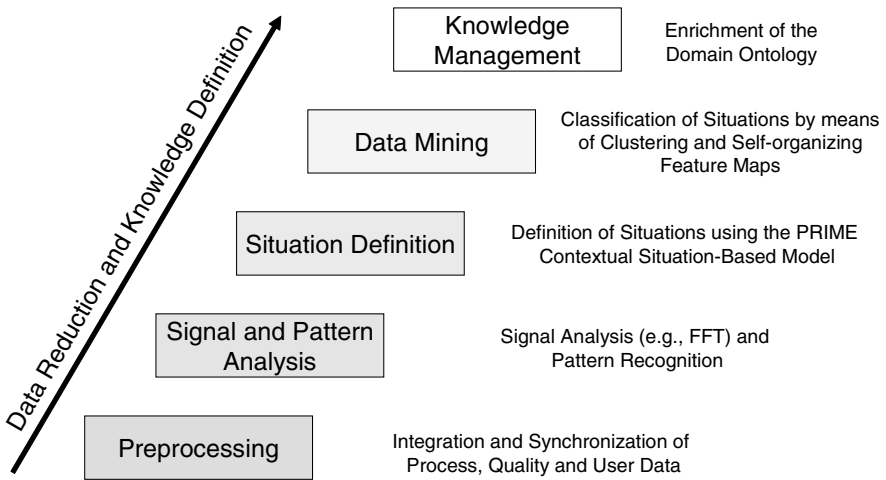 Data Reduction and Knowledge Definition
Knowledge
Management
Enrichment of the
Domain Ontology
Data Mining
Classification of Situations by means
of Clustering and Self-organizing
Feature Maps
Situation Definition
Definition of Situations using the PRIME
Contextual Situation-Based Model
Signal and Pattern
Analysis
Signal Analysis (e.g., FFT) and
Pattern Recognition
Preprocessing
Integration and Synchronization of
Process, Quality and User Data